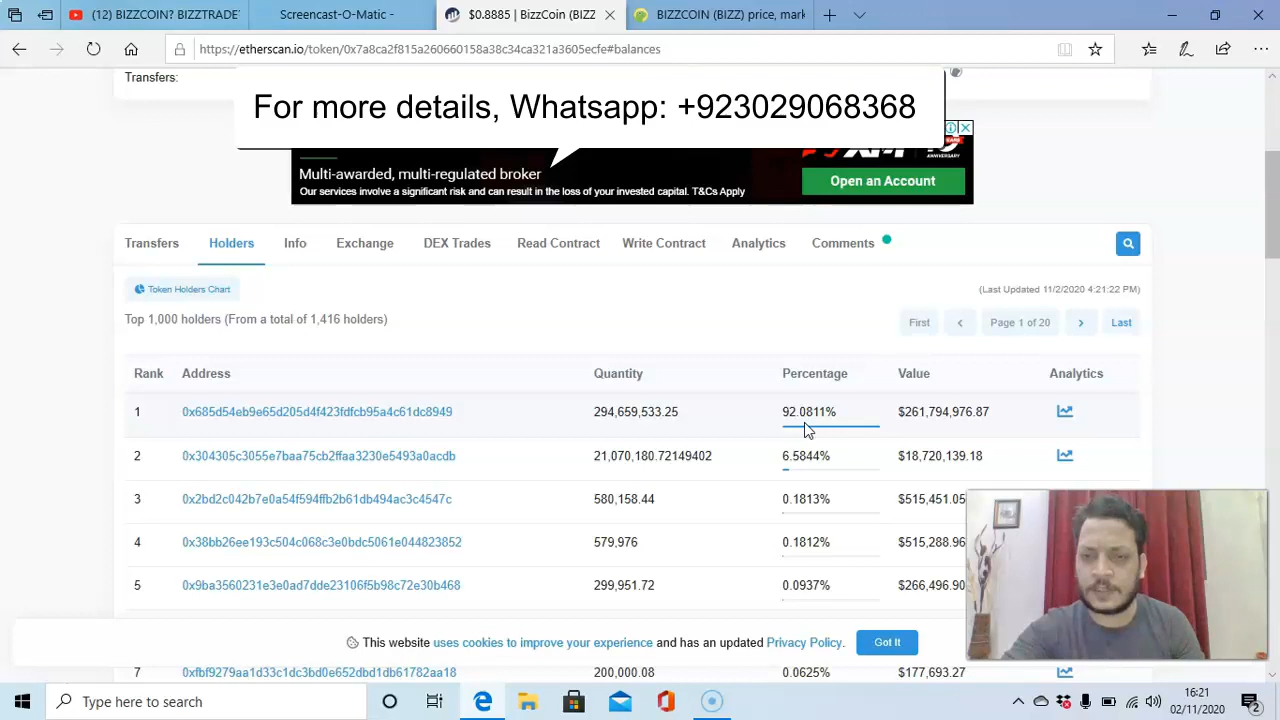 (12) BIZZCOIN? BIZZTRADE
Screencast-O-Matic
$0.8885 | BizzCoin (BIZZ
BIZZCOIN (BIZZ) price, mark
https://etherscan.io/token/0x7a8ca2f815a260660158a38c34ca321a3605ecfe#balances
Transfers:
For more details, Whatsapp: +923029068368
ANNIVERSARY
Multi-awarded, multi-regulated broker
Our services involve a significant risk and can result in the loss of your invested capital. T&Cs Apply
Open an Account
Transfers Holders Info Exchange DEX Trades Read Contract Write Contract Analytics Comments
Token Holders Chart
(Last Updated 11/2/2020 4:21:22 PM)
Top 1,000 holders (From a total of 1,416 holders)
First < Page 1 of 20 > Last
Rank Address Quantity Percentage Value Analytics
1 0x685d54eb9e65d205d4f423fdfcb95a4c61dc8949 294,659,533.25 92.0811% $261,794,976.87
2 0x304305c3055e7baa75cb2ffaa3230e5493a0acdb 21,070,180.72149402 6.5844% $18,720,139.18
3 0x2bd2c042b7e0a54f594ffb2b61db494ac3c4547c 580,158.44 0.1813% $515,451.05
4 0x38bb26ee193c504c068c3e0bdc5061e044823852 579,976 0.1812% $515,288.96
5 0x9ba3560231e3e0ad7dde23106f5b98c72e30b468 299,951.72 0.0937% $266,496.90
This website uses cookies to improve your experience and has an updated Privacy Policy. Got It
7 0xfbf9279aa1d33c1dc3bd0e652dbd1db61782aa18 200,000.08 0.0625% $177,693.27
Type here to search
16:21
02/11/2020
2